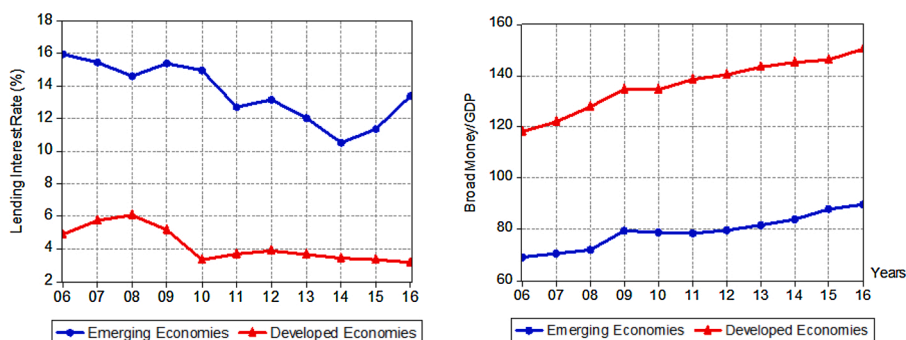 Lending Interest Rate (%)
18
16
14
12
10
8
6
4
2
06 07 08 09 10 11 12 13 14 15 16
Emerging Economies Developed Economies
Broad Money/GDP
160
140
120
100
80
60
06 07 08 09 10 11 12 13 14 15 16
Years
Emerging Economies Developed Economies